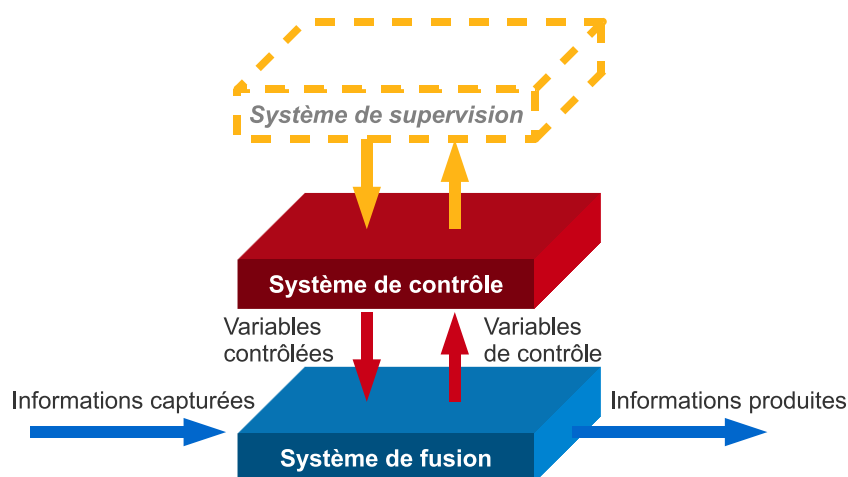 Système de supervision
Système de contrôle
Variables
contrôlées
Variables
de contrôle
Informations capturées
Informations produites
Système de fusion